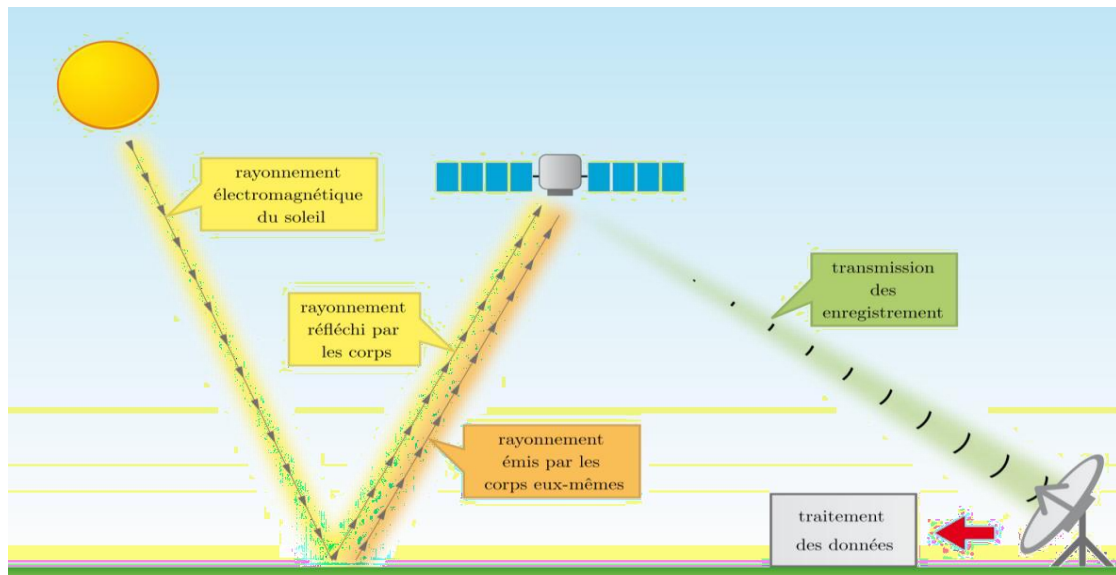 rayonnement
électromagnétique
du soleil
rayonnement
réfléchi par
les corps
rayonnement
émis par les
corps eux-mêmes
transmission
des
enregistrement
traitement
des données